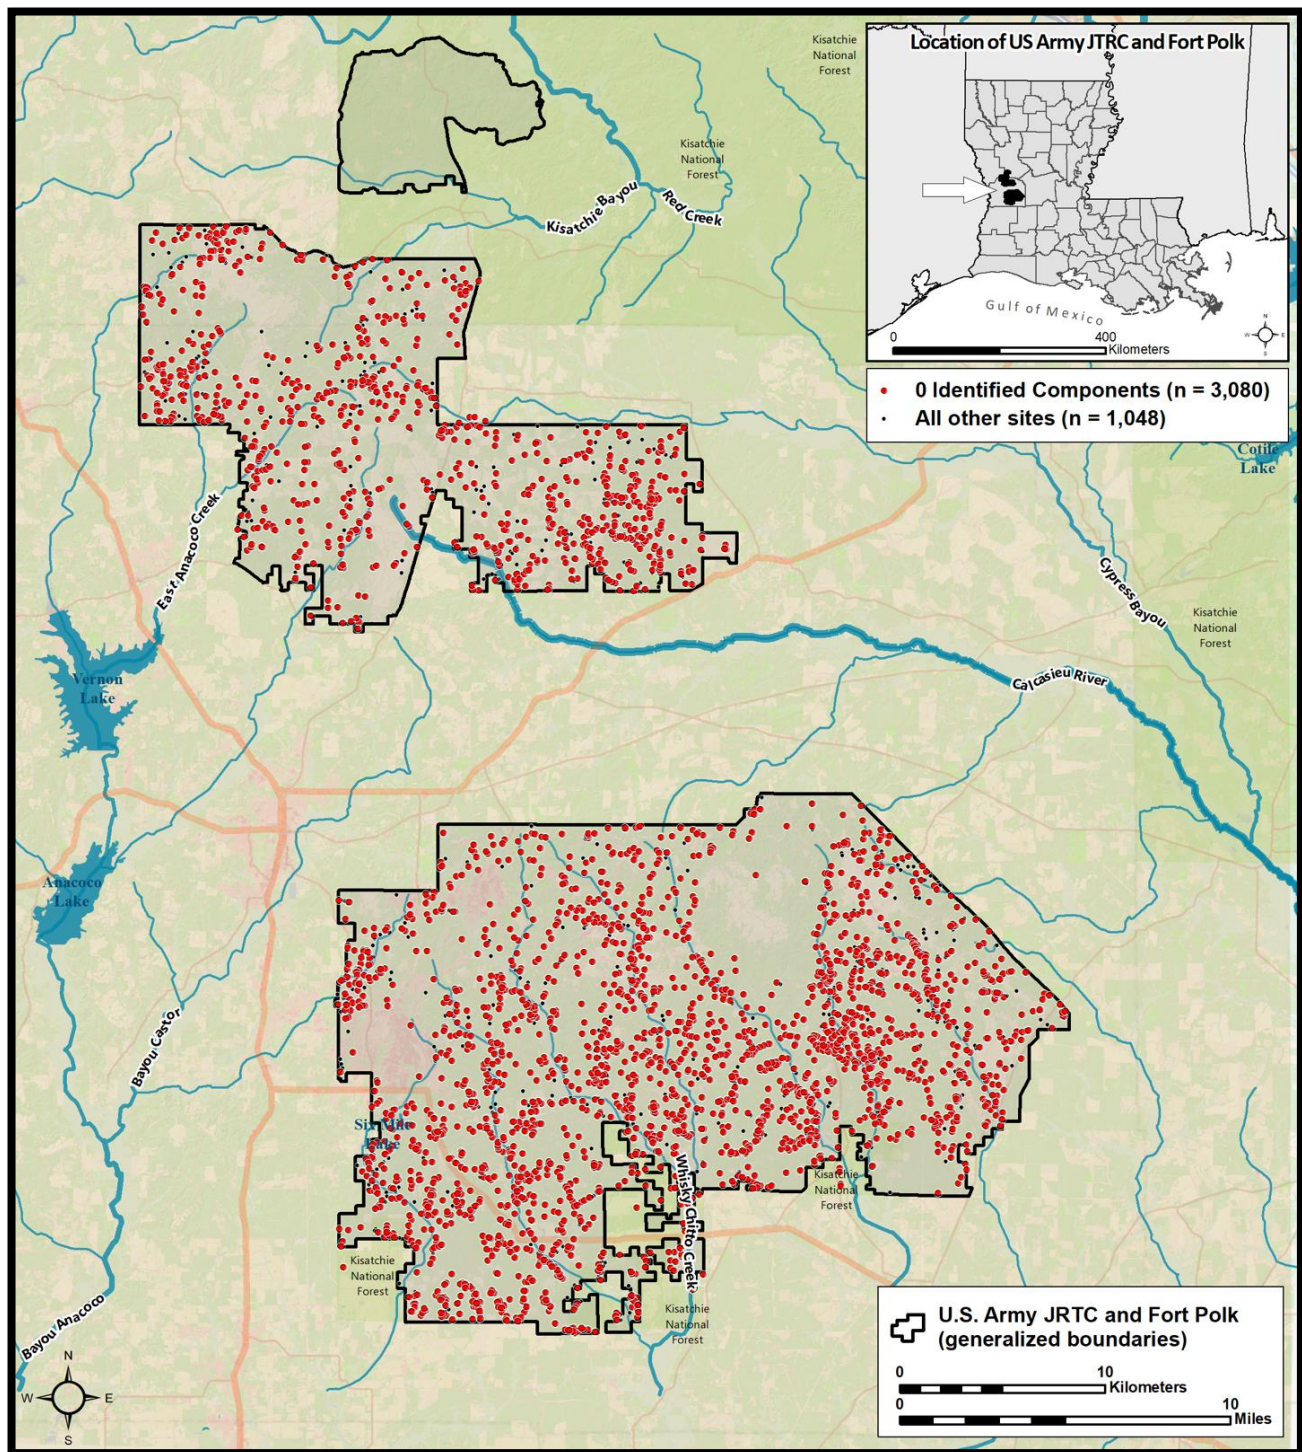 Location of US Army JTRC and Fort Polk
Gulf of Mexico
N
W E
S
0 400
Kilometers
0 Identified Components (n = 3,080)
All other sites (n = 1,048)
Kisatchie
National
Forest
Kisatchie
National
Forest
Kisatchie Bayou
Red Creek
Cotile
Lake
East Anacoco Creek
Cypress Bayou
Kisatchie
National
Forest
Vernon
Lake
Calcasieu River
Anacoco
Lake
Bayou Castor
Six Mile
Lake
Whisky Chitto Creek
Kisatchie
National
Forest
Kisatchie
National
Forest
Kisatchie
National
Forest
Bayou Anacoco
N
W E
S
U.S. Army JRTC and Fort Polk
(generalized boundaries)
0 10
Kilometers
0 10
Miles